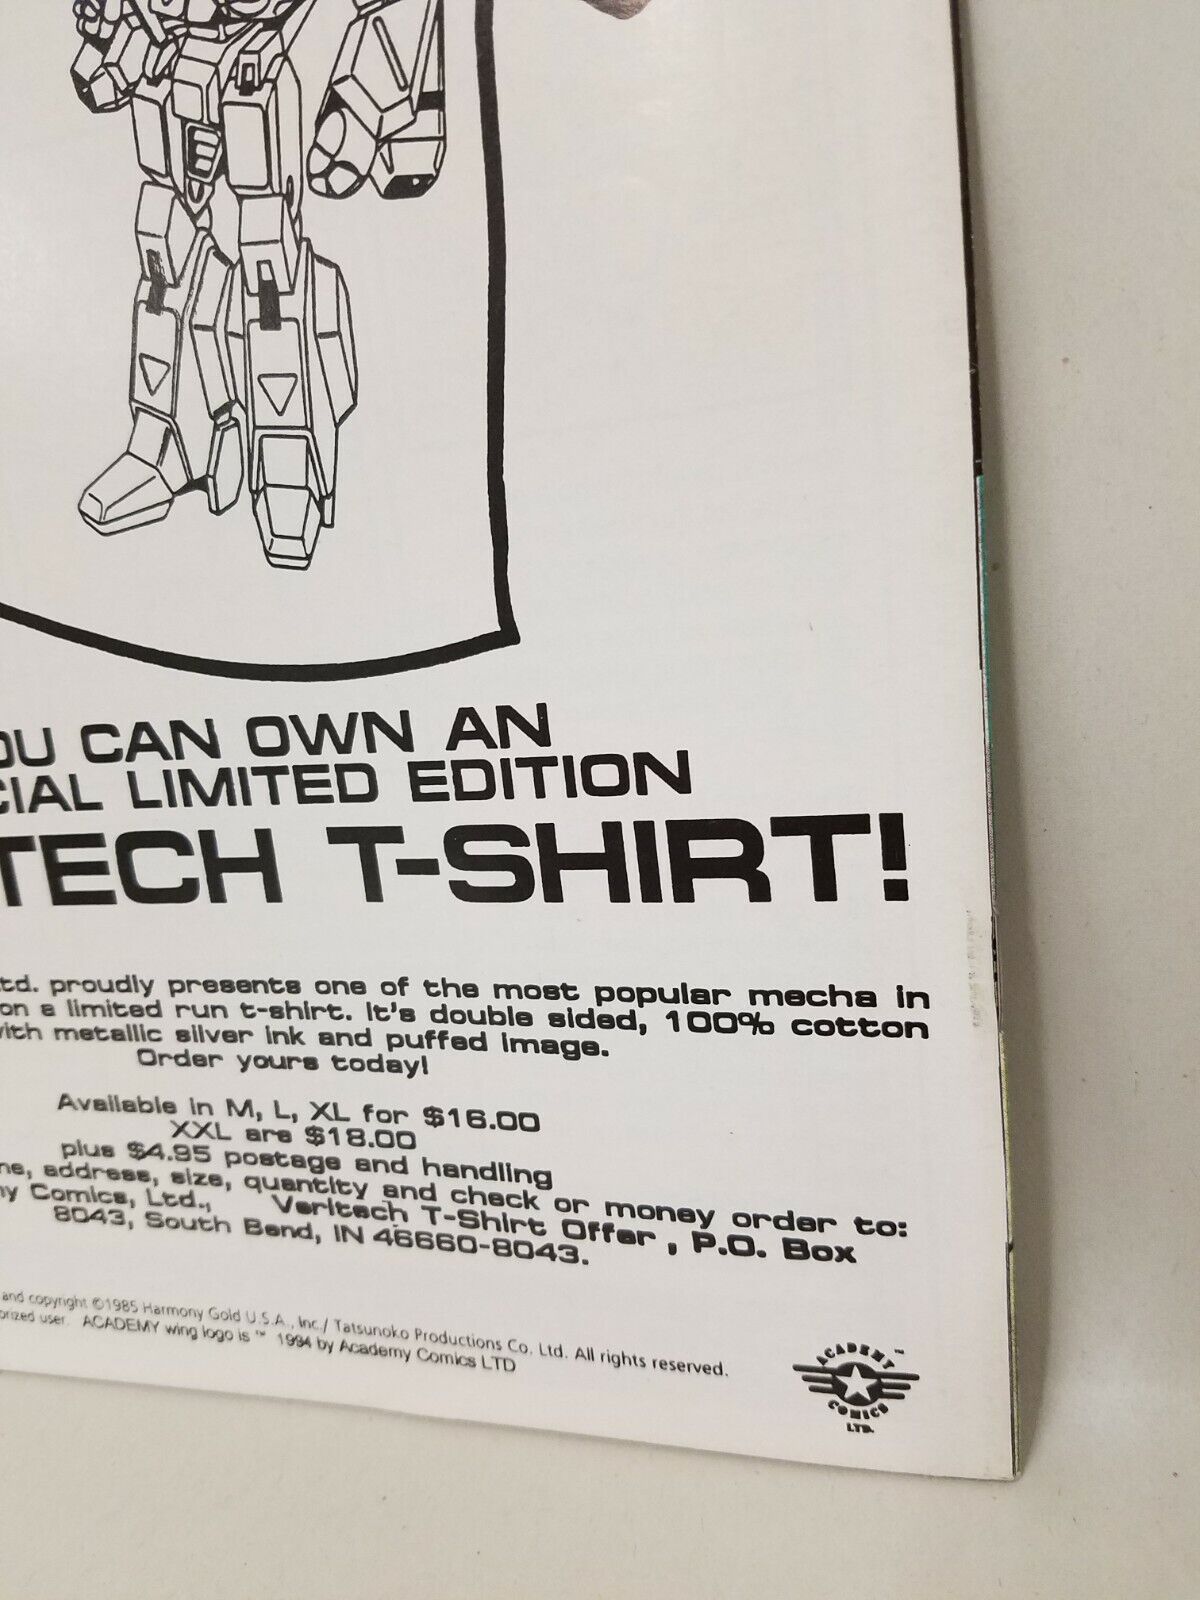 OU CAN OWN AN
CIAL LIMITED EDITION
TECH T-SHIRT!
td. proudly presents one of the most popular mecha in
on a limited run t-shirt. It's double sided, 100% cotton
with metallic silver ink and puffed image.
Order yours today!
Available in M, L, XL for $16.00
XXL are $18.00
plus $4.95 postage and handling
me, address, size, quantity and check or money order to:
my Comics, Ltd., Veritech T-Shirt Offer , P.O. Box
8043, South Bend, IN 46660-8043.
and copyright ©1985 Harmony Gold U.S.A., Inc./ Tatsunoko Productions Co. Ltd. All rights reserved.
orized user. ACADEMY wing logo is ™ 1994 by Academy Comics LTD
ACADEMY ™
COMICS
LTD.